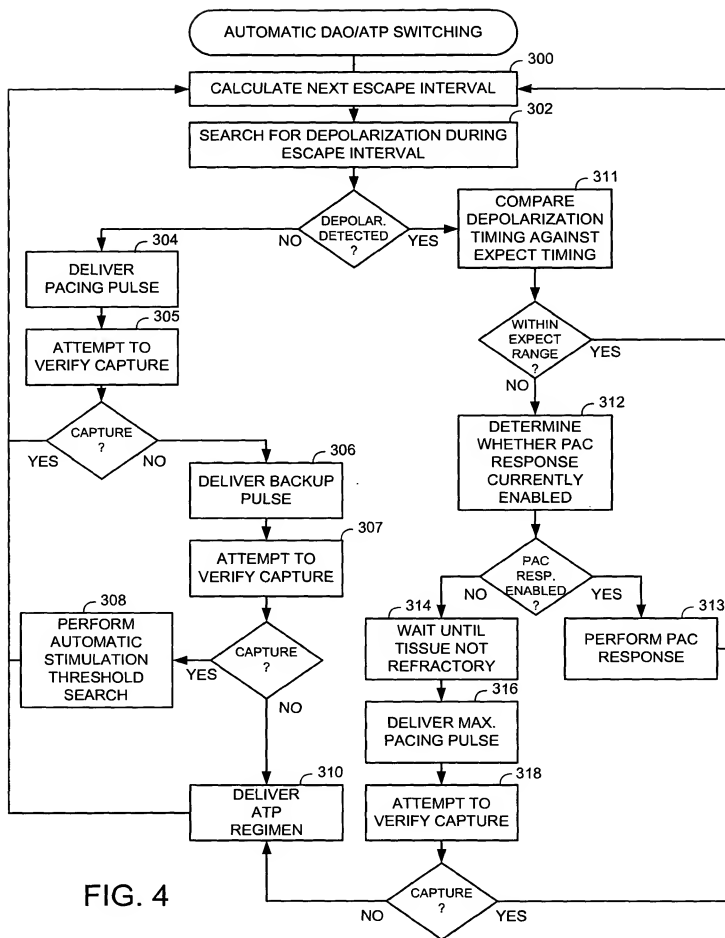 AUTOMATIC DAO/ATP SWITCHING
300
CALCULATE NEXT ESCAPE INTERVAL
302
SEARCH FOR DEPOLARIZATION DURING
ESCAPE INTERVAL
DEPOLAR.
DETECTED
?
NO
YES
304
DELIVER
PACING PULSE
305
ATTEMPT TO
VERIFY CAPTURE
CAPTURE
?
YES
NO
306
DELIVER BACKUP
PULSE
307
ATTEMPT TO
VERIFY CAPTURE
CAPTURE
?
YES
NO
308
PERFORM
AUTOMATIC
STIMULATION
THRESHOLD
SEARCH
310
DELIVER
ATP
REGIMEN
311
COMPARE
DEPOLARIZATION
TIMING AGAINST
EXPECT TIMING
WITHIN
EXPECT
RANGE
?
YES
NO
312
DETERMINE
WHETHER PAC
RESPONSE
CURRENTLY
ENABLED
PAC
RESP.
ENABLED
?
NO
YES
313
PERFORM PAC
RESPONSE
314
WAIT UNTIL
TISSUE NOT
REFRACTORY
316
DELIVER MAX.
PACING PULSE
318
ATTEMPT TO
VERIFY CAPTURE
CAPTURE
?
NO
YES
FIG. 4